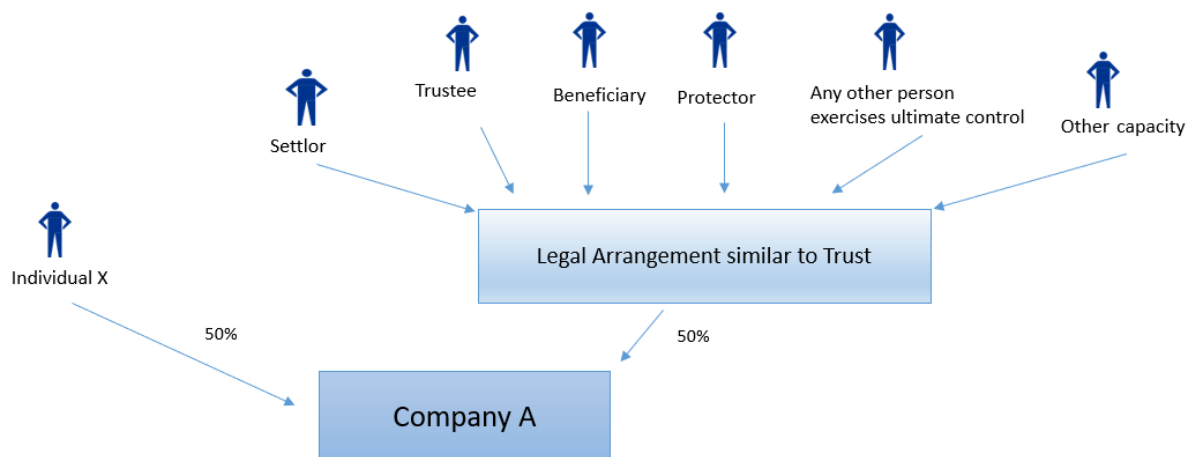 Settlor
Trustee
Beneficiary
Protector
Any other person
exercises ultimate control
Other capacity
Legal Arrangement similar to Trust
Individual X
50%
50%
Company A